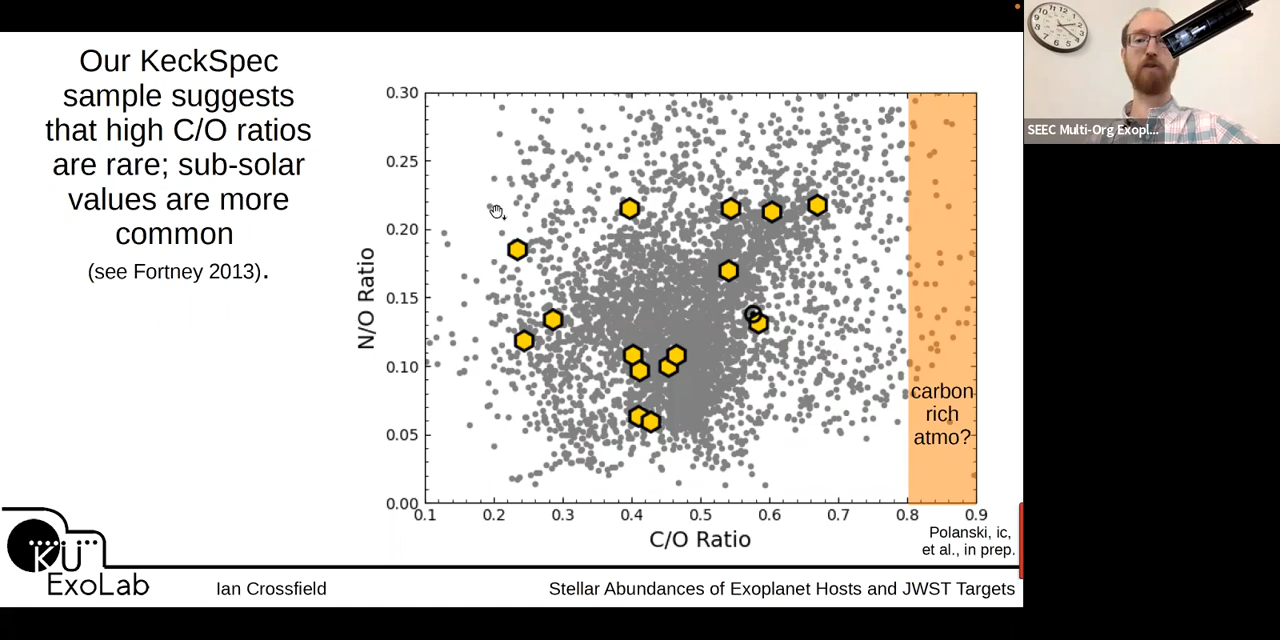 Our KeckSpec
sample suggests
that high C/O ratios
are rare; sub-solar
values are more
common
(see Fortney 2013).
SEEC Multi-Org Exopl...
0.30
0.25
0.20
0.15
0.10
0.05
0.00
N/O Ratio
0.1 0.2 0.3 0.4 0.5 0.6 0.7 0.8 0.9
C/O Ratio
carbon
rich
atmo?
Polanski, ic,
et al., in prep.
KU
ExoLab
Ian Crossfield
Stellar Abundances of Exoplanet Hosts and JWST Targets